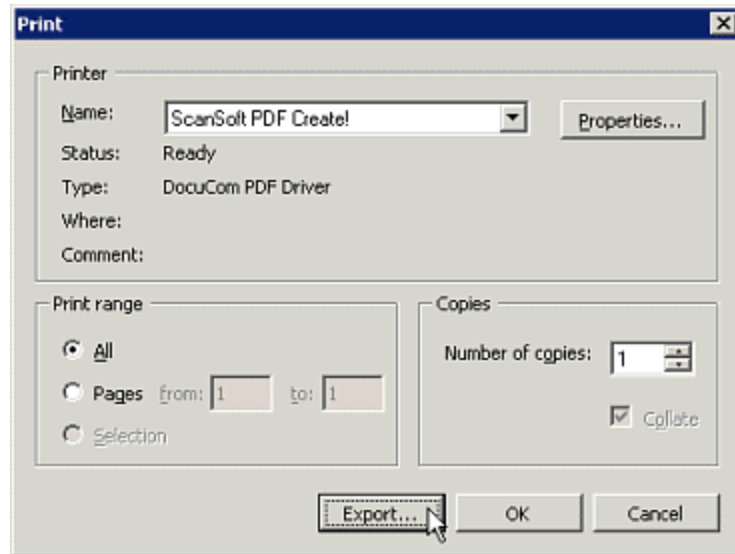 Print
Printer
Name: ScanSoft PDF Create! Properties...
Status: Ready
Type: DocuCom PDF Driver
Where:
Comment:
Print range
All
Pages from: 1 to: 1
Selection
Copies
Number of copies: 1
Collate
Export... OK Cancel